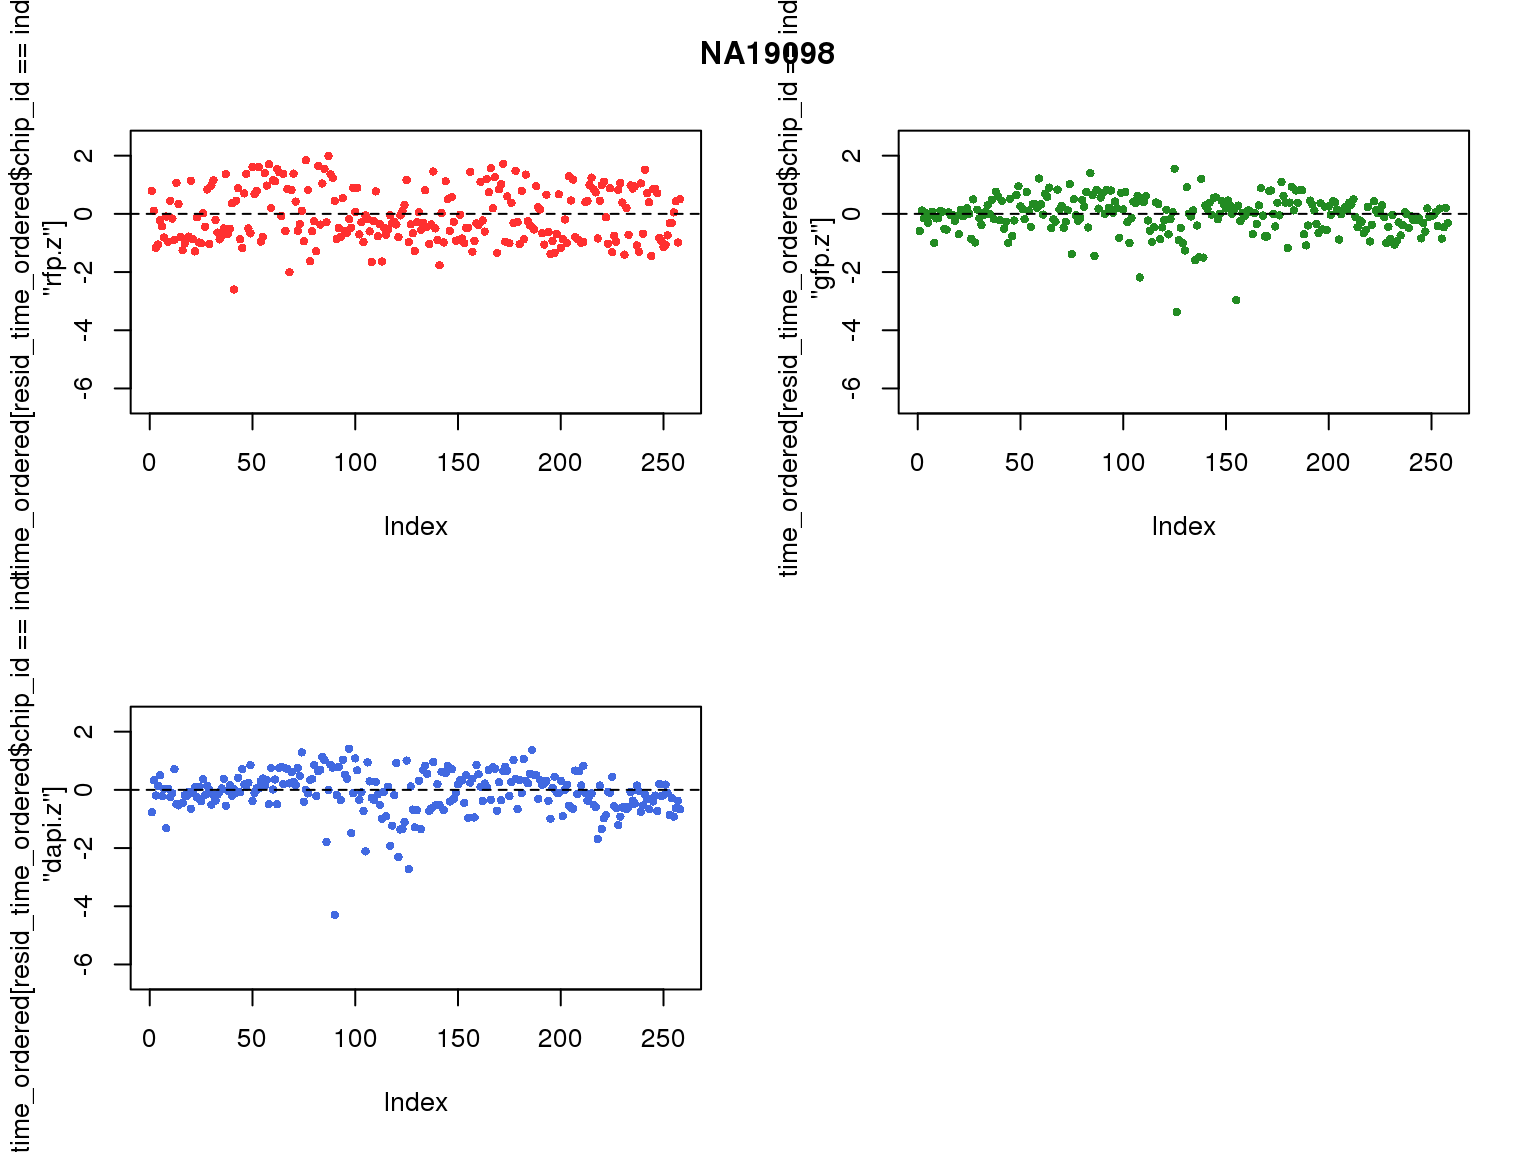 NA19098
time_ordered[resid_time_ordered$chip_id == ind
"rfp.z"]
2
0
-2
-4
-6
0 50 100 150 200 250
Index
time_ordered[resid_time_ordered$chip_id == ind
"gfp.z"]
2
0
-2
-4
-6
0 50 100 150 200 250
Index
time_ordered[resid_time_ordered$chip_id == ind
"dapi.z"]
2
0
-2
-4
-6
0 50 100 150 200 250
Index